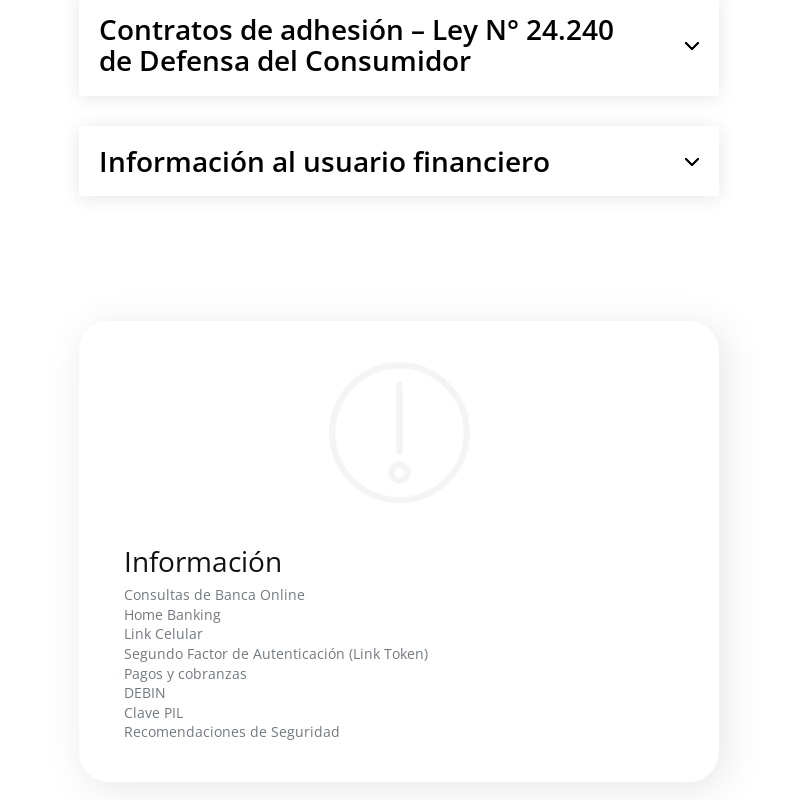 Contratos de adhesión – Ley N° 24.240
de Defensa del Consumidor
Información al usuario financiero
Información
Consultas de Banca Online
Home Banking
Link Celular
Segundo Factor de Autenticación (Link Token)
Pagos y cobranzas
DEBIN
Clave PIL
Recomendaciones de Seguridad